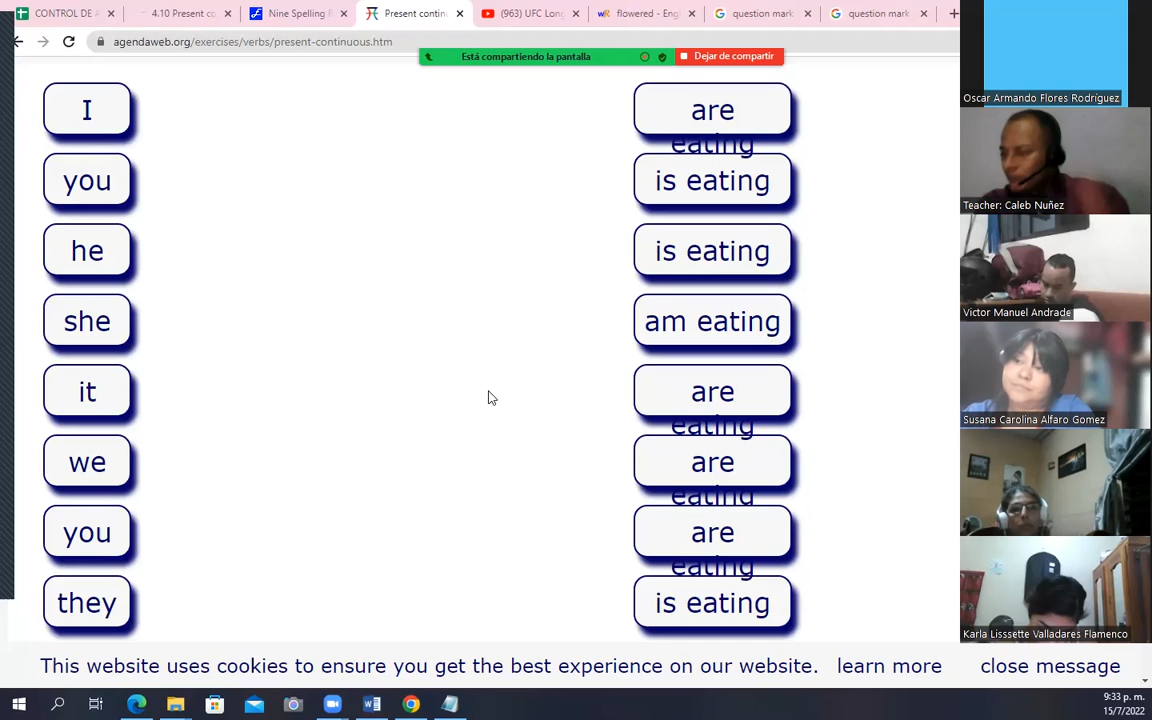 CONTROL DE A
4.10 Present co
Nine Spelling R
Present contin
(963) UFC Long
flowered - Eng
question mark
question mark
agendaweb.org/exercises/verbs/present-continuous.htm
Está compartiendo la pantalla
Dejar de compartir
I
are
eating
you
is eating
he
is eating
she
am eating
it
are
eating
we
are
eating
you
are
eating
they
is eating
This website uses cookies to ensure you get the best experience on our website. learn more close message
Oscar Armando Flores Rodríguez
Teacher: Caleb Nuñez
Victor Manuel Andrade
Susana Carolina Alfaro Gomez
Karla Lisssette Valladares Flamenco
9:33 p. m.
15/7/2022